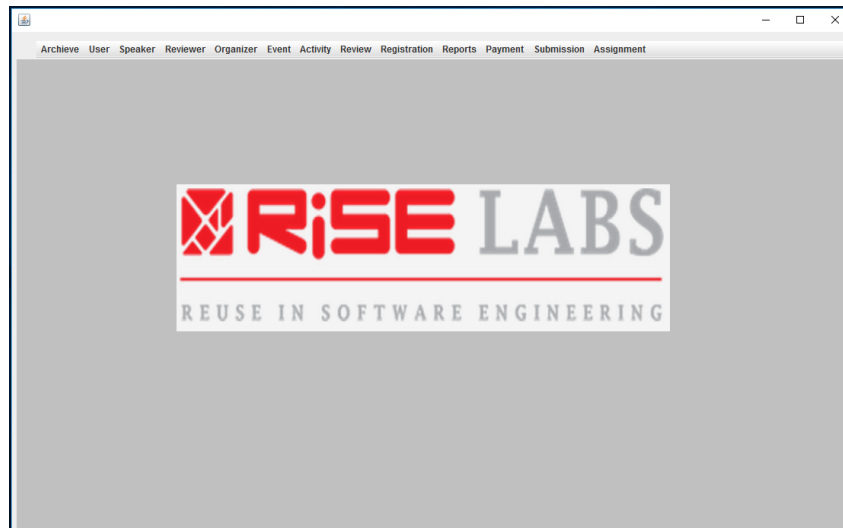 Archieve User Speaker Reviewer Organizer Event Activity Review Registration Reports Payment Submission Assignment
RiSE LABS
REUSE IN SOFTWARE ENGINEERING